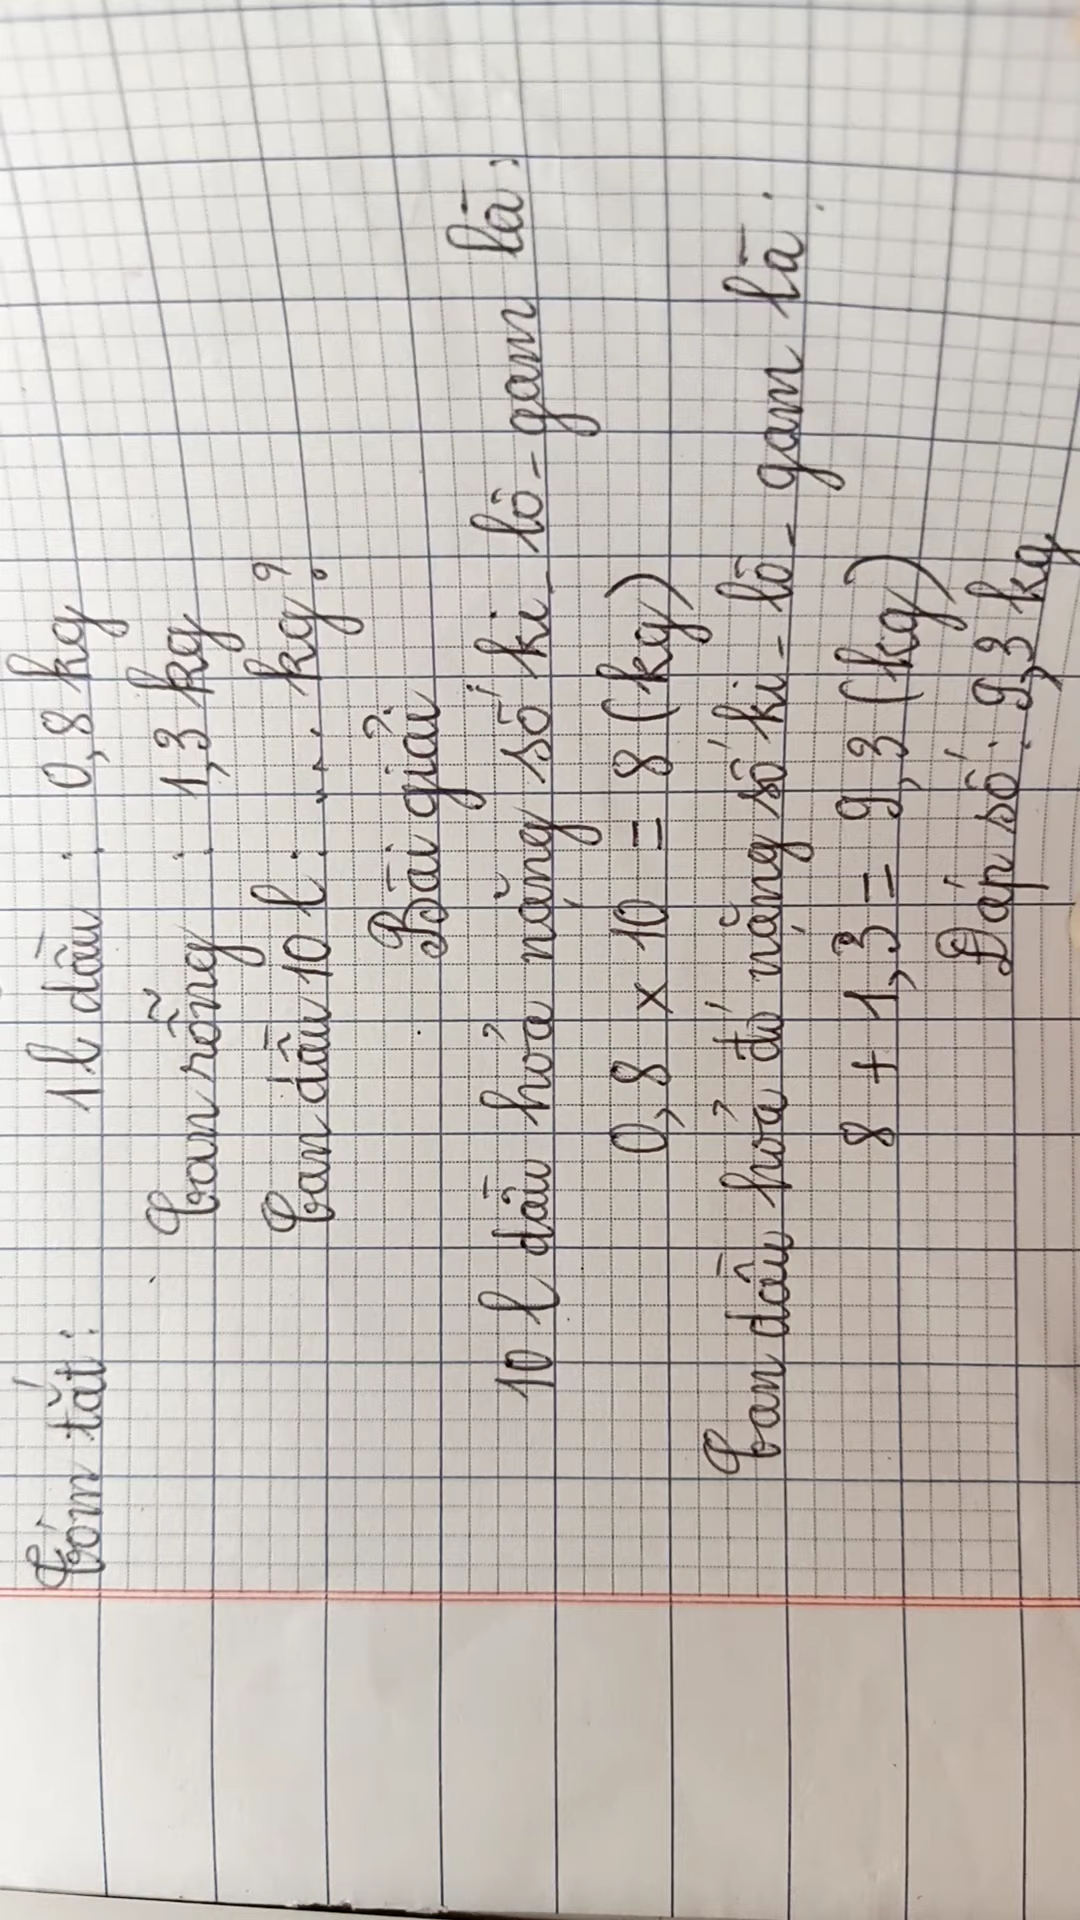 Tóm tắt:
1 l dầu : 0,8 kg
Can rỗng : 1,3 kg
Can dầu 10 l : .... kg?
Bài giải
10 l dầu hỏa nặng số ki-lô-gam là:
0,8 x 10 = 8 (kg)
Can dầu hỏa đó nặng số ki-lô-gam là:
8 + 1,3 = 9,3 (kg)
Đáp số: 9,3 kg